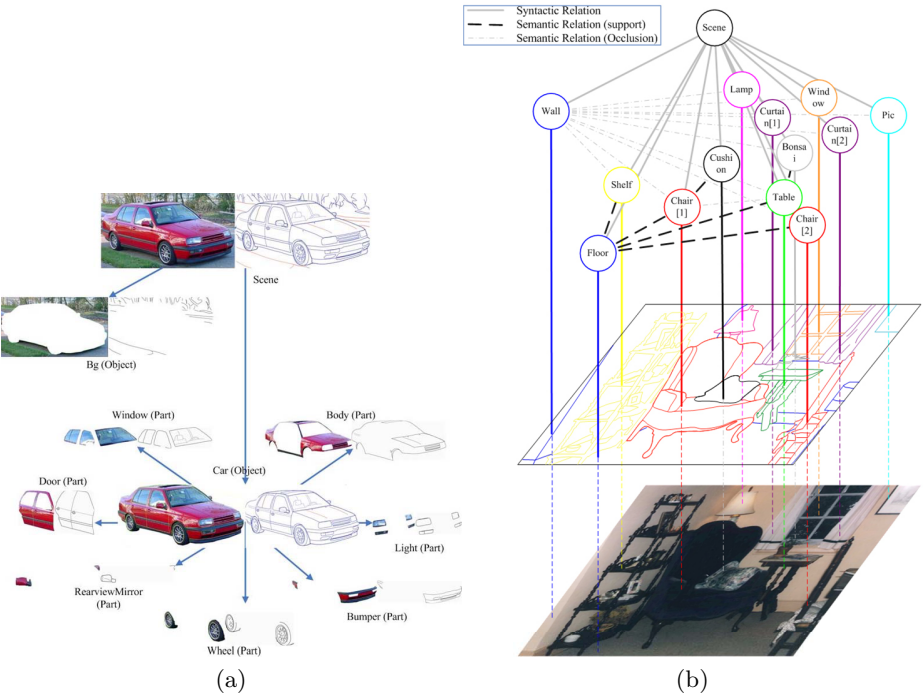 Syntactic Relation
Semantic Relation (support)
Semantic Relation (Occlusion)
Scene
Lamp
Wind
ow
Wall
Curtai
n[1]
Pic
Curtai
n[2]
Bonsa
i
Cushi
on
Shelf
Chair
[1]
Table
Chair
[2]
Floor
Scene
Bg (Object)
Window (Part)
Body (Part)
Car (Object)
Door (Part)
Light (Part)
RearviewMirror
(Part)
Bumper (Part)
Wheel (Part)
(a)
(b)